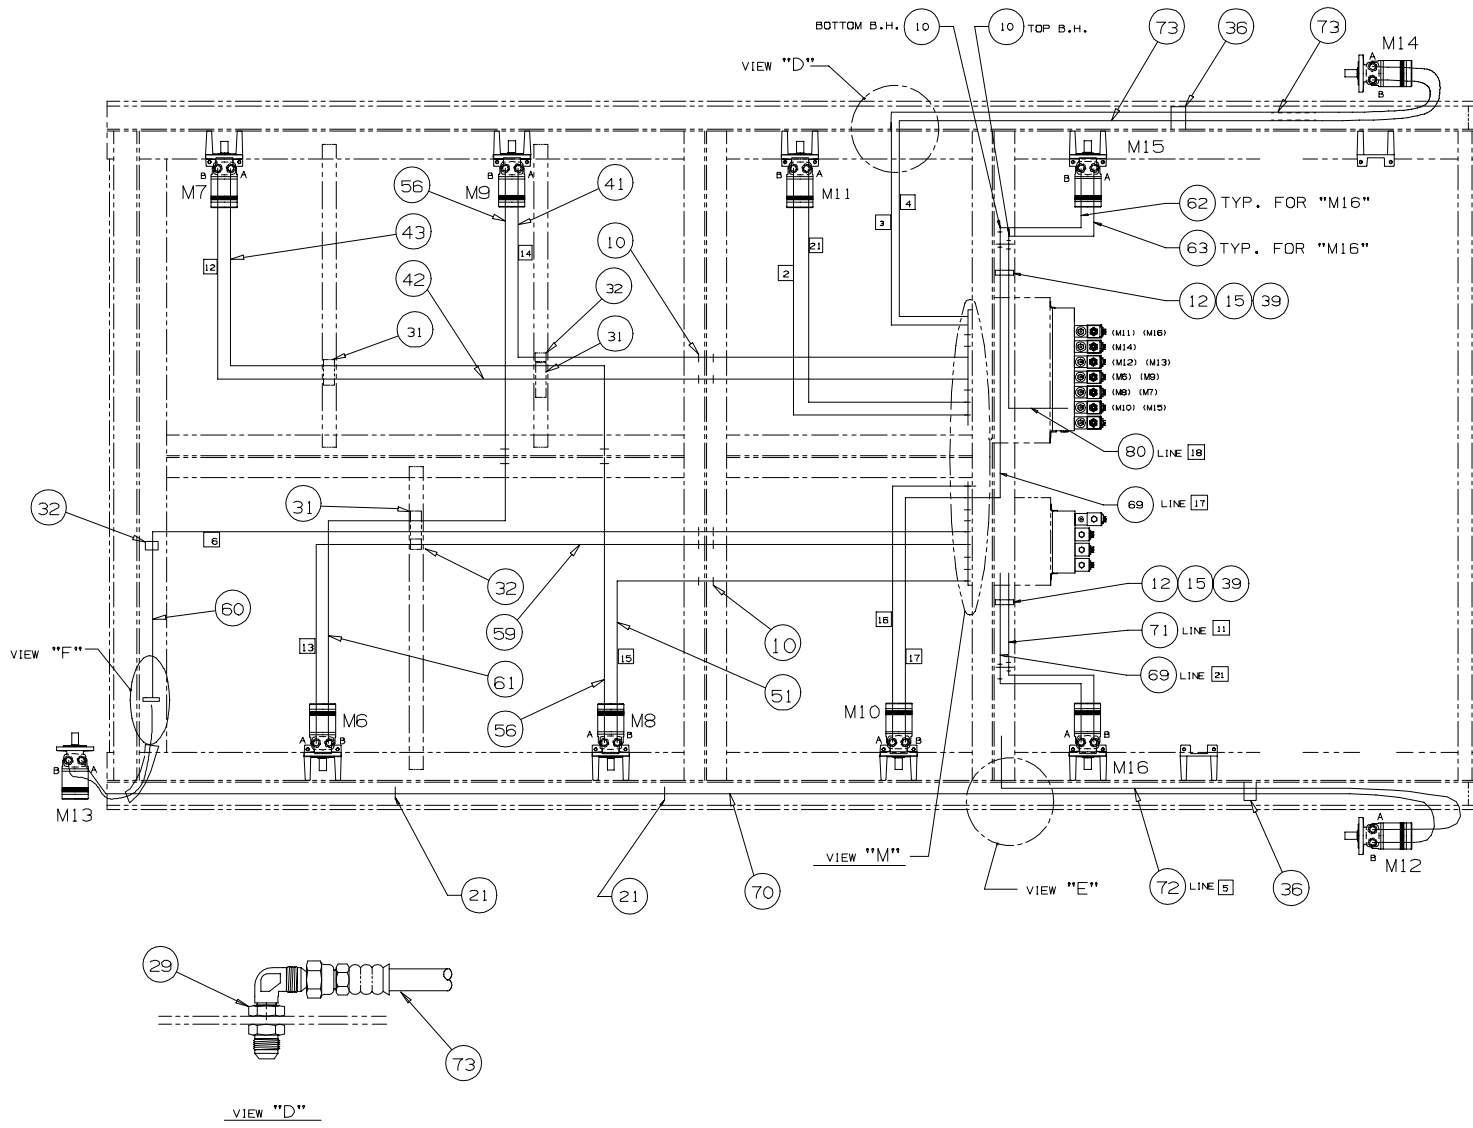 BOTTOM B.H. 10
10 TOP B.H.
73
36
73
M14
A
B
VIEW "D"
M7
B
A
M9
B
A
56
41
M11
B
A
M15
B
A
4
3
62 TYP. FOR "M16"
63 TYP. FOR "M16"
43
12
14
10
21
2
42
32
31
31
12 15 39
(M11) (M16)
(M14)
(M12) (M13)
(M6) (M9)
(M8) (M7)
(M10) (M15)
80 LINE 18
31
32
69 LINE 17
6
32
59
12 15 39
60
10
16
71 LINE 11
VIEW "F"
13
61
15
51
17
69 LINE 21
56
M6
A
B
M8
A
B
M10
A
B
M16
A
B
B
A
M13
21
21
70
VIEW "M"
VIEW "E"
72 LINE 5
36
A
B
M12
29
73
VIEW "D"